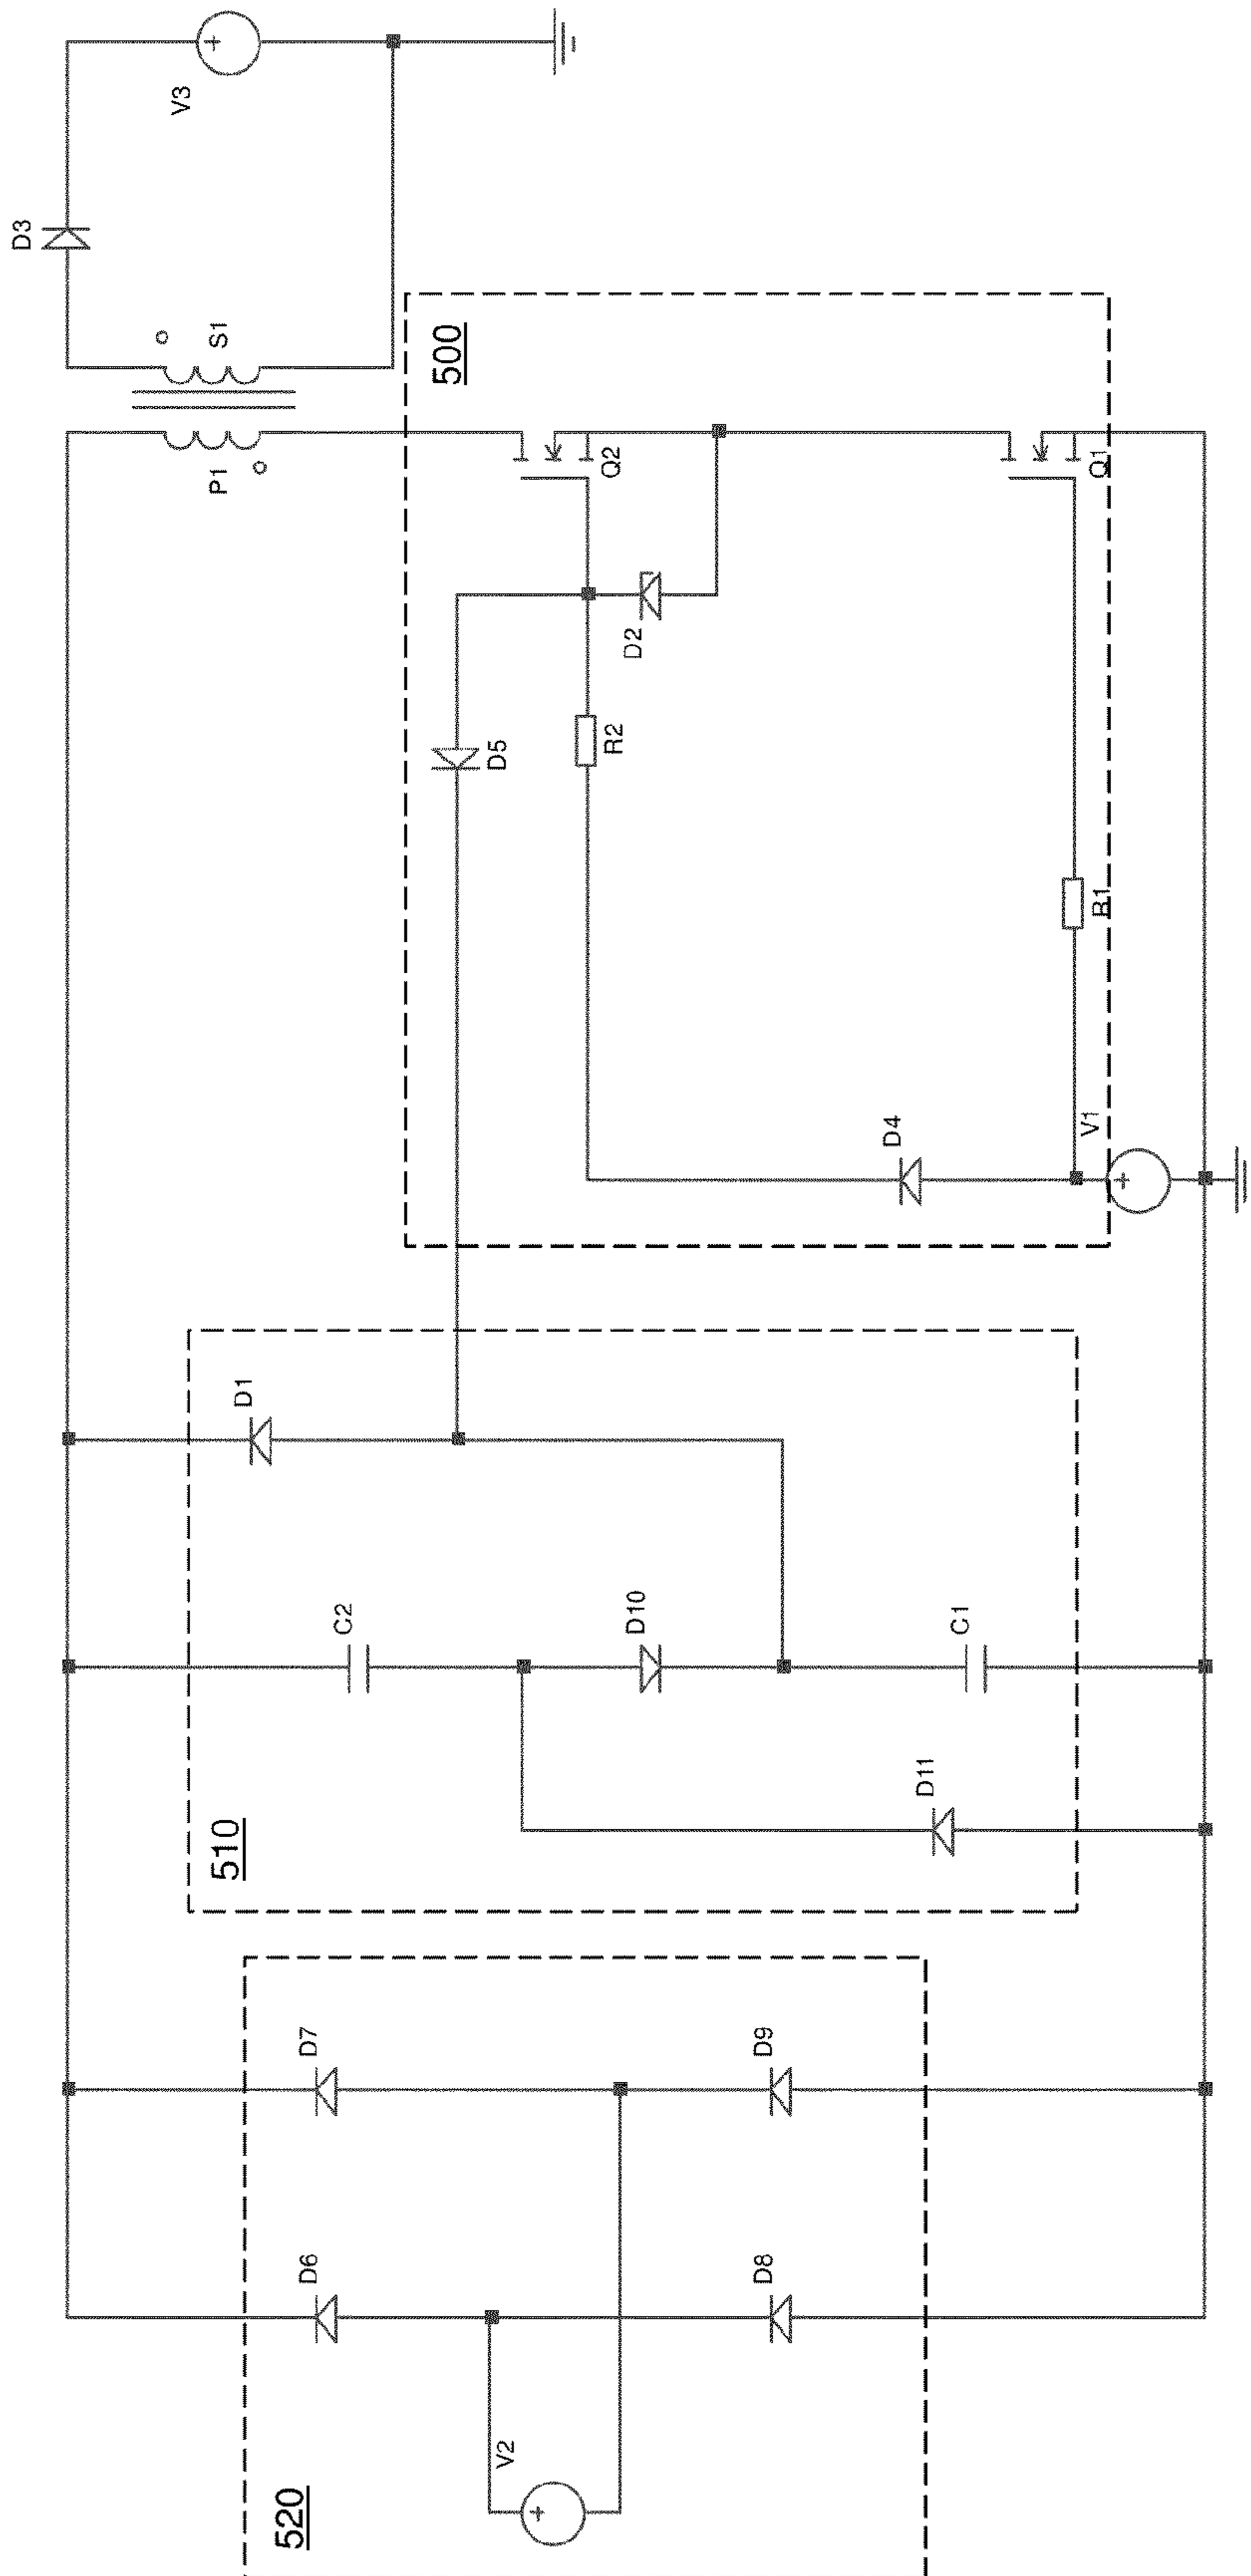 V3
D3
S1
P1
500
Q2
Q1
D2
R2
D5
R1
D4
V1
D1
C2
D10
C1
D11
510
D7
D9
D6
D8
V2
520
+
+
+